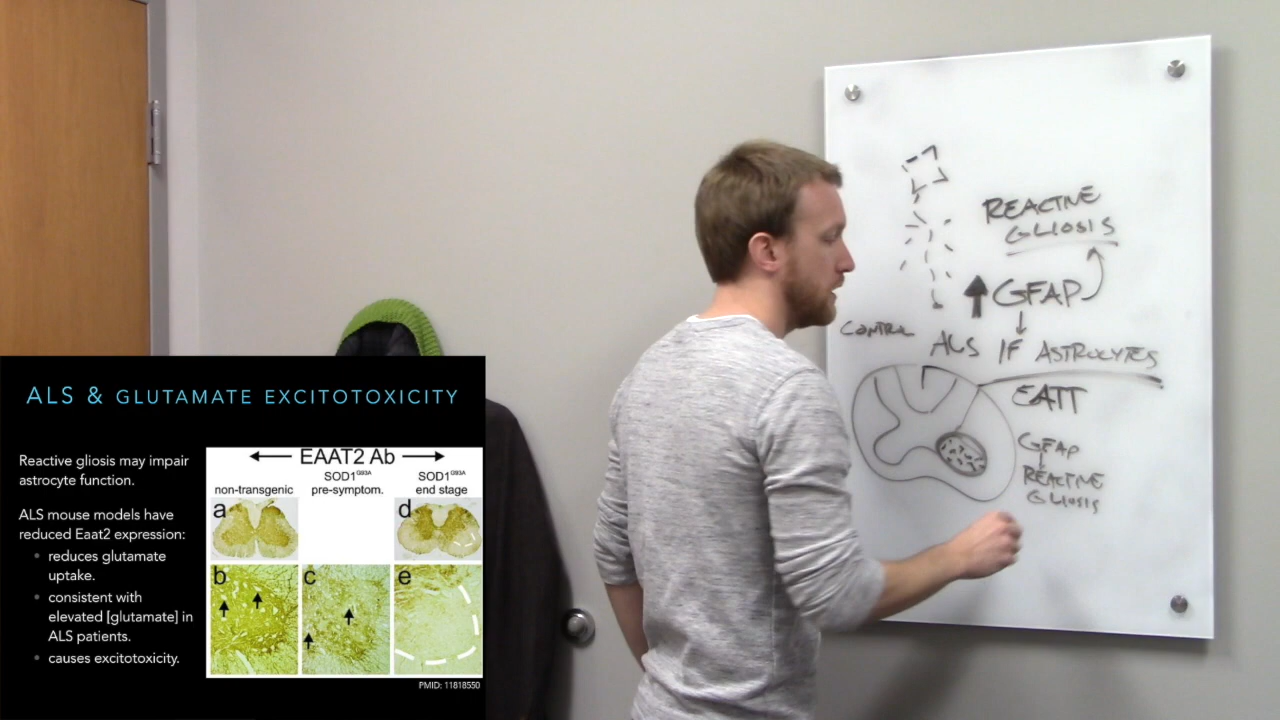 ALS & GLUTAMATE EXCITOTOXICITY
Reactive gliosis may impair
astrocyte function.
ALS mouse models have
reduced Eaat2 expression:
• reduces glutamate
uptake.
• consistent with
elevated [glutamate] in
ALS patients.
• causes excitotoxicity.
EAAT2 Ab
SOD1G93A SOD1G93A
non-transgenic pre-symptom. end stage
a d
b c e
PMID: 11818550
REACTIVE
GLIOSIS
GFAP
CONTROL ALS IF ASTROCYTES
EATT
GFAP
REACTIVE
GLIOSIS